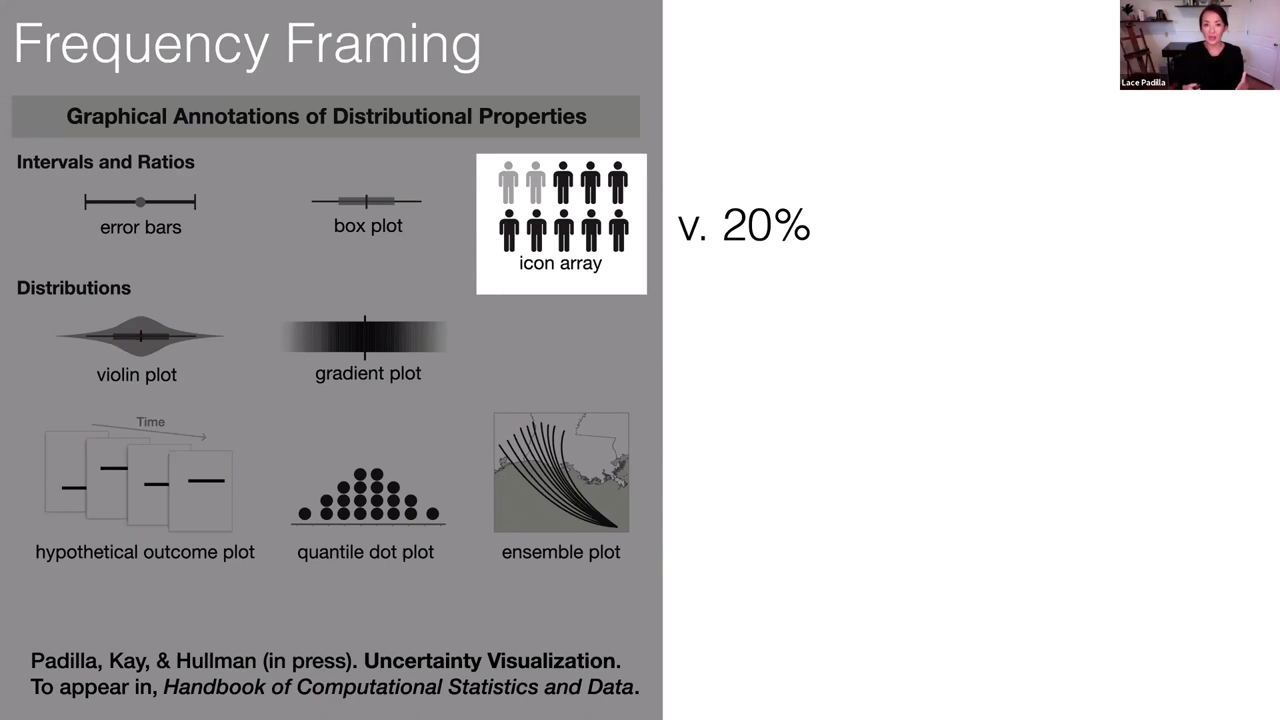 Frequency Framing
Lace Padilla
Graphical Annotations of Distributional Properties
Intervals and Ratios
error bars
box plot
icon array
v. 20%
Distributions
violin plot
gradient plot
Time
hypothetical outcome plot
quantile dot plot
ensemble plot
Padilla, Kay, & Hullman (in press). Uncertainty Visualization.
To appear in, Handbook of Computational Statistics and Data.